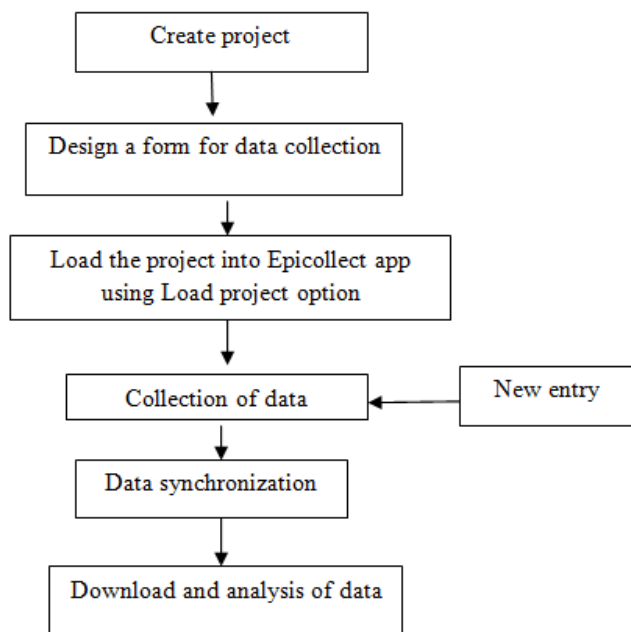 Create project
Design a form for data collection
Load the project into Epicollect app
using Load project option
Collection of data
New entry
Data synchronization
Download and analysis of data